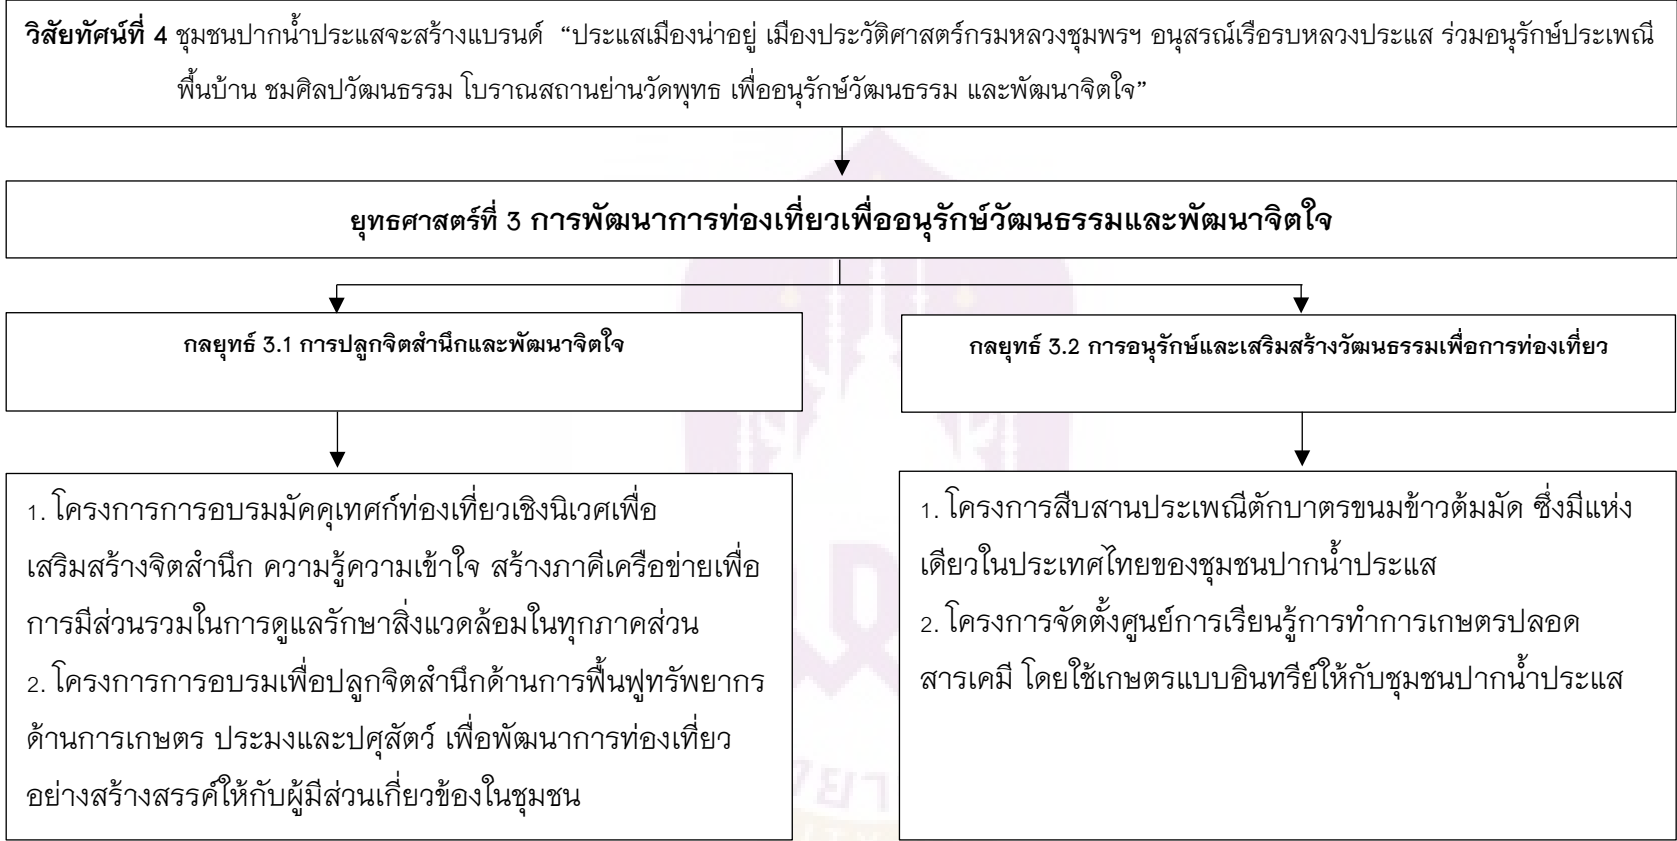 วิสัยทัศน์ที่ 4 ชุมชนปากน้ำประแสจะสร้างแบรนด์ “ประแสเมืองน่าอยู่ เมืองประวัติศาสตร์กรมหลวงชุมพรฯ อนุสรณ์เรือรบหลวงประแส ร่วมอนุรักษ์ประเพณี
พื้นบ้าน ชมศิลปวัฒนธรรม โบราณสถานย่านวัดพุทธ เพื่ออนุรักษ์วัฒนธรรม และพัฒนาจิตใจ”
ยุทธศาสตร์ที่ 3 การพัฒนาการท่องเที่ยวเพื่ออนุรักษ์วัฒนธรรมและพัฒนาจิตใจ
กลยุทธ์ 3.1 การปลูกจิตสำนึกและพัฒนาจิตใจ
กลยุทธ์ 3.2 การอนุรักษ์และเสริมสร้างวัฒนธรรมเพื่อการท่องเที่ยว
1. โครงการการอบรมมัคคุเทศก์ท่องเที่ยวเชิงนิเวศเพื่อ
เสริมสร้างจิตสำนึก ความรู้ความเข้าใจ สร้างภาคีเครือข่ายเพื่อ
การมีส่วนรวมในการดูแลรักษาสิ่งแวดล้อมในทุกภาคส่วน
2. โครงการการอบรมเพื่อปลูกจิตสำนึกด้านการฟื้นฟูทรัพยากร
ด้านการเกษตร ประมงและปศุสัตว์ เพื่อพัฒนาการท่องเที่ยว
อย่างสร้างสรรค์ให้กับผู้มีส่วนเกี่ยวข้องในชุมชน
1. โครงการสืบสานประเพณีตักบาตรขนมข้าวต้มมัด ซึ่งมีแห่ง
เดียวในประเทศไทยของชุมชนปากน้ำประแส
2. โครงการจัดตั้งศูนย์การเรียนรู้การทำการเกษตรปลอด
สารเคมี โดยใช้เกษตรแบบอินทรีย์ให้กับชุมชนปากน้ำประแส